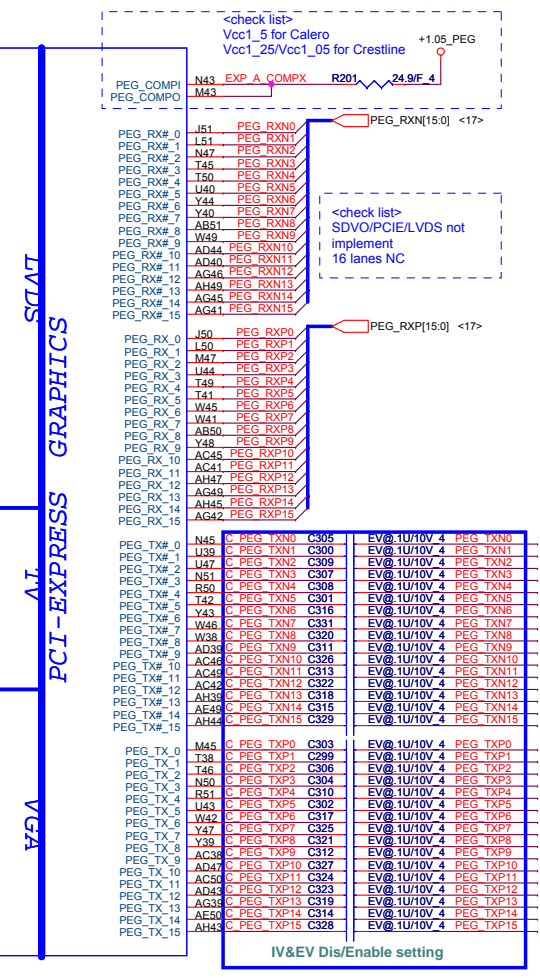 <check list>
Vcc1_5 for Calero
Vcc1_25/Vcc1_05 for Crestline
+1.05_PEG
PEG_COMPI N43 EXP_A_COMPX R201 24.9/F_4
PEG_COMPO M43
PEG_RXN[15:0] <17>
PEG_RX#_0 J51 PEG_RXN0
PEG_RX#_1 L51 PEG_RXN1
PEG_RX#_2 N47 PEG_RXN2
PEG_RX#_3 T45 PEG_RXN3
PEG_RX#_4 T50 PEG_RXN4
PEG_RX#_5 U40 PEG_RXN5
PEG_RX#_6 Y44 PEG_RXN6
PEG_RX#_7 Y40 PEG_RXN7
PEG_RX#_8 AB51 PEG_RXN8
PEG_RX#_9 W49 PEG_RXN9
PEG_RX#_10 AD44 PEG_RXN10
PEG_RX#_11 AD40 PEG_RXN11
PEG_RX#_12 AG46 PEG_RXN12
PEG_RX#_13 AH49 PEG_RXN13
PEG_RX#_14 AG45 PEG_RXN14
PEG_RX#_15 AG41 PEG_RXN15
<check list>
SDVO/PCIE/LVDS not
implement
16 lanes NC
LVDS
PEG_RXP[15:0] <17>
PEG_RX_0 J50 PEG_RXP0
PEG_RX_1 L50 PEG_RXP1
PEG_RX_2 M47 PEG_RXP2
PEG_RX_3 U44 PEG_RXP3
PEG_RX_4 T49 PEG_RXP4
PEG_RX_5 T41 PEG_RXP5
PEG_RX_6 W45 PEG_RXP6
PEG_RX_7 W41 PEG_RXP7
PEG_RX_8 AB50 PEG_RXP8
PEG_RX_9 Y48 PEG_RXP9
PEG_RX_10 AC45 PEG_RXP10
PEG_RX_11 AC41 PEG_RXP11
PEG_RX_12 AH47 PEG_RXP12
PEG_RX_13 AG49 PEG_RXP13
PEG_RX_14 AH45 PEG_RXP14
PEG_RX_15 AG42 PEG_RXP15
PCI-EXPRESS GRAPHICS
TV
PEG_TX#_0 N45 C_PEG_TXN0 C305 EV@.1U/10V_4 PEG_TXN0
PEG_TX#_1 U39 C_PEG_TXN1 C300 EV@.1U/10V_4 PEG_TXN1
PEG_TX#_2 U47 C_PEG_TXN2 C309 EV@.1U/10V_4 PEG_TXN2
PEG_TX#_3 N51 C_PEG_TXN3 C307 EV@.1U/10V_4 PEG_TXN3
PEG_TX#_4 R50 C_PEG_TXN4 C308 EV@.1U/10V_4 PEG_TXN4
PEG_TX#_5 T42 C_PEG_TXN5 C301 EV@.1U/10V_4 PEG_TXN5
PEG_TX#_6 Y43 C_PEG_TXN6 C316 EV@.1U/10V_4 PEG_TXN6
PEG_TX#_7 W46 C_PEG_TXN7 C331 EV@.1U/10V_4 PEG_TXN7
PEG_TX#_8 W38 C_PEG_TXN8 C320 EV@.1U/10V_4 PEG_TXN8
PEG_TX#_9 AD39 C_PEG_TXN9 C311 EV@.1U/10V_4 PEG_TXN9
PEG_TX#_10 AC46 C_PEG_TXN10 C326 EV@.1U/10V_4 PEG_TXN10
PEG_TX#_11 AC49 C_PEG_TXN11 C313 EV@.1U/10V_4 PEG_TXN11
PEG_TX#_12 AC42 C_PEG_TXN12 C322 EV@.1U/10V_4 PEG_TXN12
PEG_TX#_13 AH39 C_PEG_TXN13 C318 EV@.1U/10V_4 PEG_TXN13
PEG_TX#_14 AE49 C_PEG_TXN14 C315 EV@.1U/10V_4 PEG_TXN14
PEG_TX#_15 AH44 C_PEG_TXN15 C329 EV@.1U/10V_4 PEG_TXN15
PEG_TX_0 M45 C_PEG_TXP0 C303 EV@.1U/10V_4 PEG_TXP0
PEG_TX_1 T38 C_PEG_TXP1 C299 EV@.1U/10V_4 PEG_TXP1
PEG_TX_2 T46 C_PEG_TXP2 C306 EV@.1U/10V_4 PEG_TXP2
PEG_TX_3 N50 C_PEG_TXP3 C304 EV@.1U/10V_4 PEG_TXP3
PEG_TX_4 R51 C_PEG_TXP4 C310 EV@.1U/10V_4 PEG_TXP4
PEG_TX_5 U43 C_PEG_TXP5 C302 EV@.1U/10V_4 PEG_TXP5
PEG_TX_6 W42 C_PEG_TXP6 C317 EV@.1U/10V_4 PEG_TXP6
PEG_TX_7 Y47 C_PEG_TXP7 C325 EV@.1U/10V_4 PEG_TXP7
PEG_TX_8 Y39 C_PEG_TXP8 C321 EV@.1U/10V_4 PEG_TXP8
PEG_TX_9 AC38 C_PEG_TXP9 C312 EV@.1U/10V_4 PEG_TXP9
PEG_TX_10 AD47 C_PEG_TXP10 C327 EV@.1U/10V_4 PEG_TXP10
PEG_TX_11 AC50 C_PEG_TXP11 C324 EV@.1U/10V_4 PEG_TXP11
PEG_TX_12 AD43 C_PEG_TXP12 C323 EV@.1U/10V_4 PEG_TXP12
PEG_TX_13 AG39 C_PEG_TXP13 C319 EV@.1U/10V_4 PEG_TXP13
PEG_TX_14 AE50 C_PEG_TXP14 C314 EV@.1U/10V_4 PEG_TXP14
PEG_TX_15 AH43 C_PEG_TXP15 C328 EV@.1U/10V_4 PEG_TXP15
VGA
IV&EV Dis/Enable setting